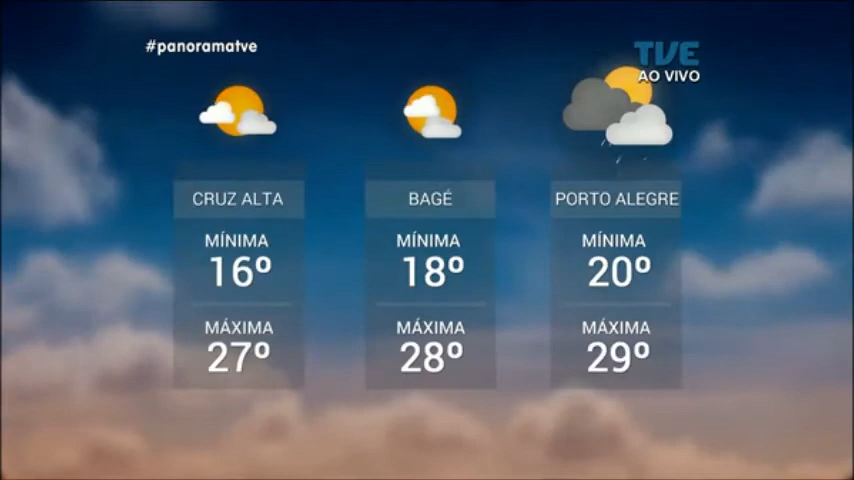 #panoramatve
TVE
AO VIVO
CRUZ ALTA
MÍNIMA
16º
MÁXIMA
27º
BAGÉ
MÍNIMA
18º
MÁXIMA
28º
PORTO ALEGRE
MÍNIMA
20º
MÁXIMA
29º